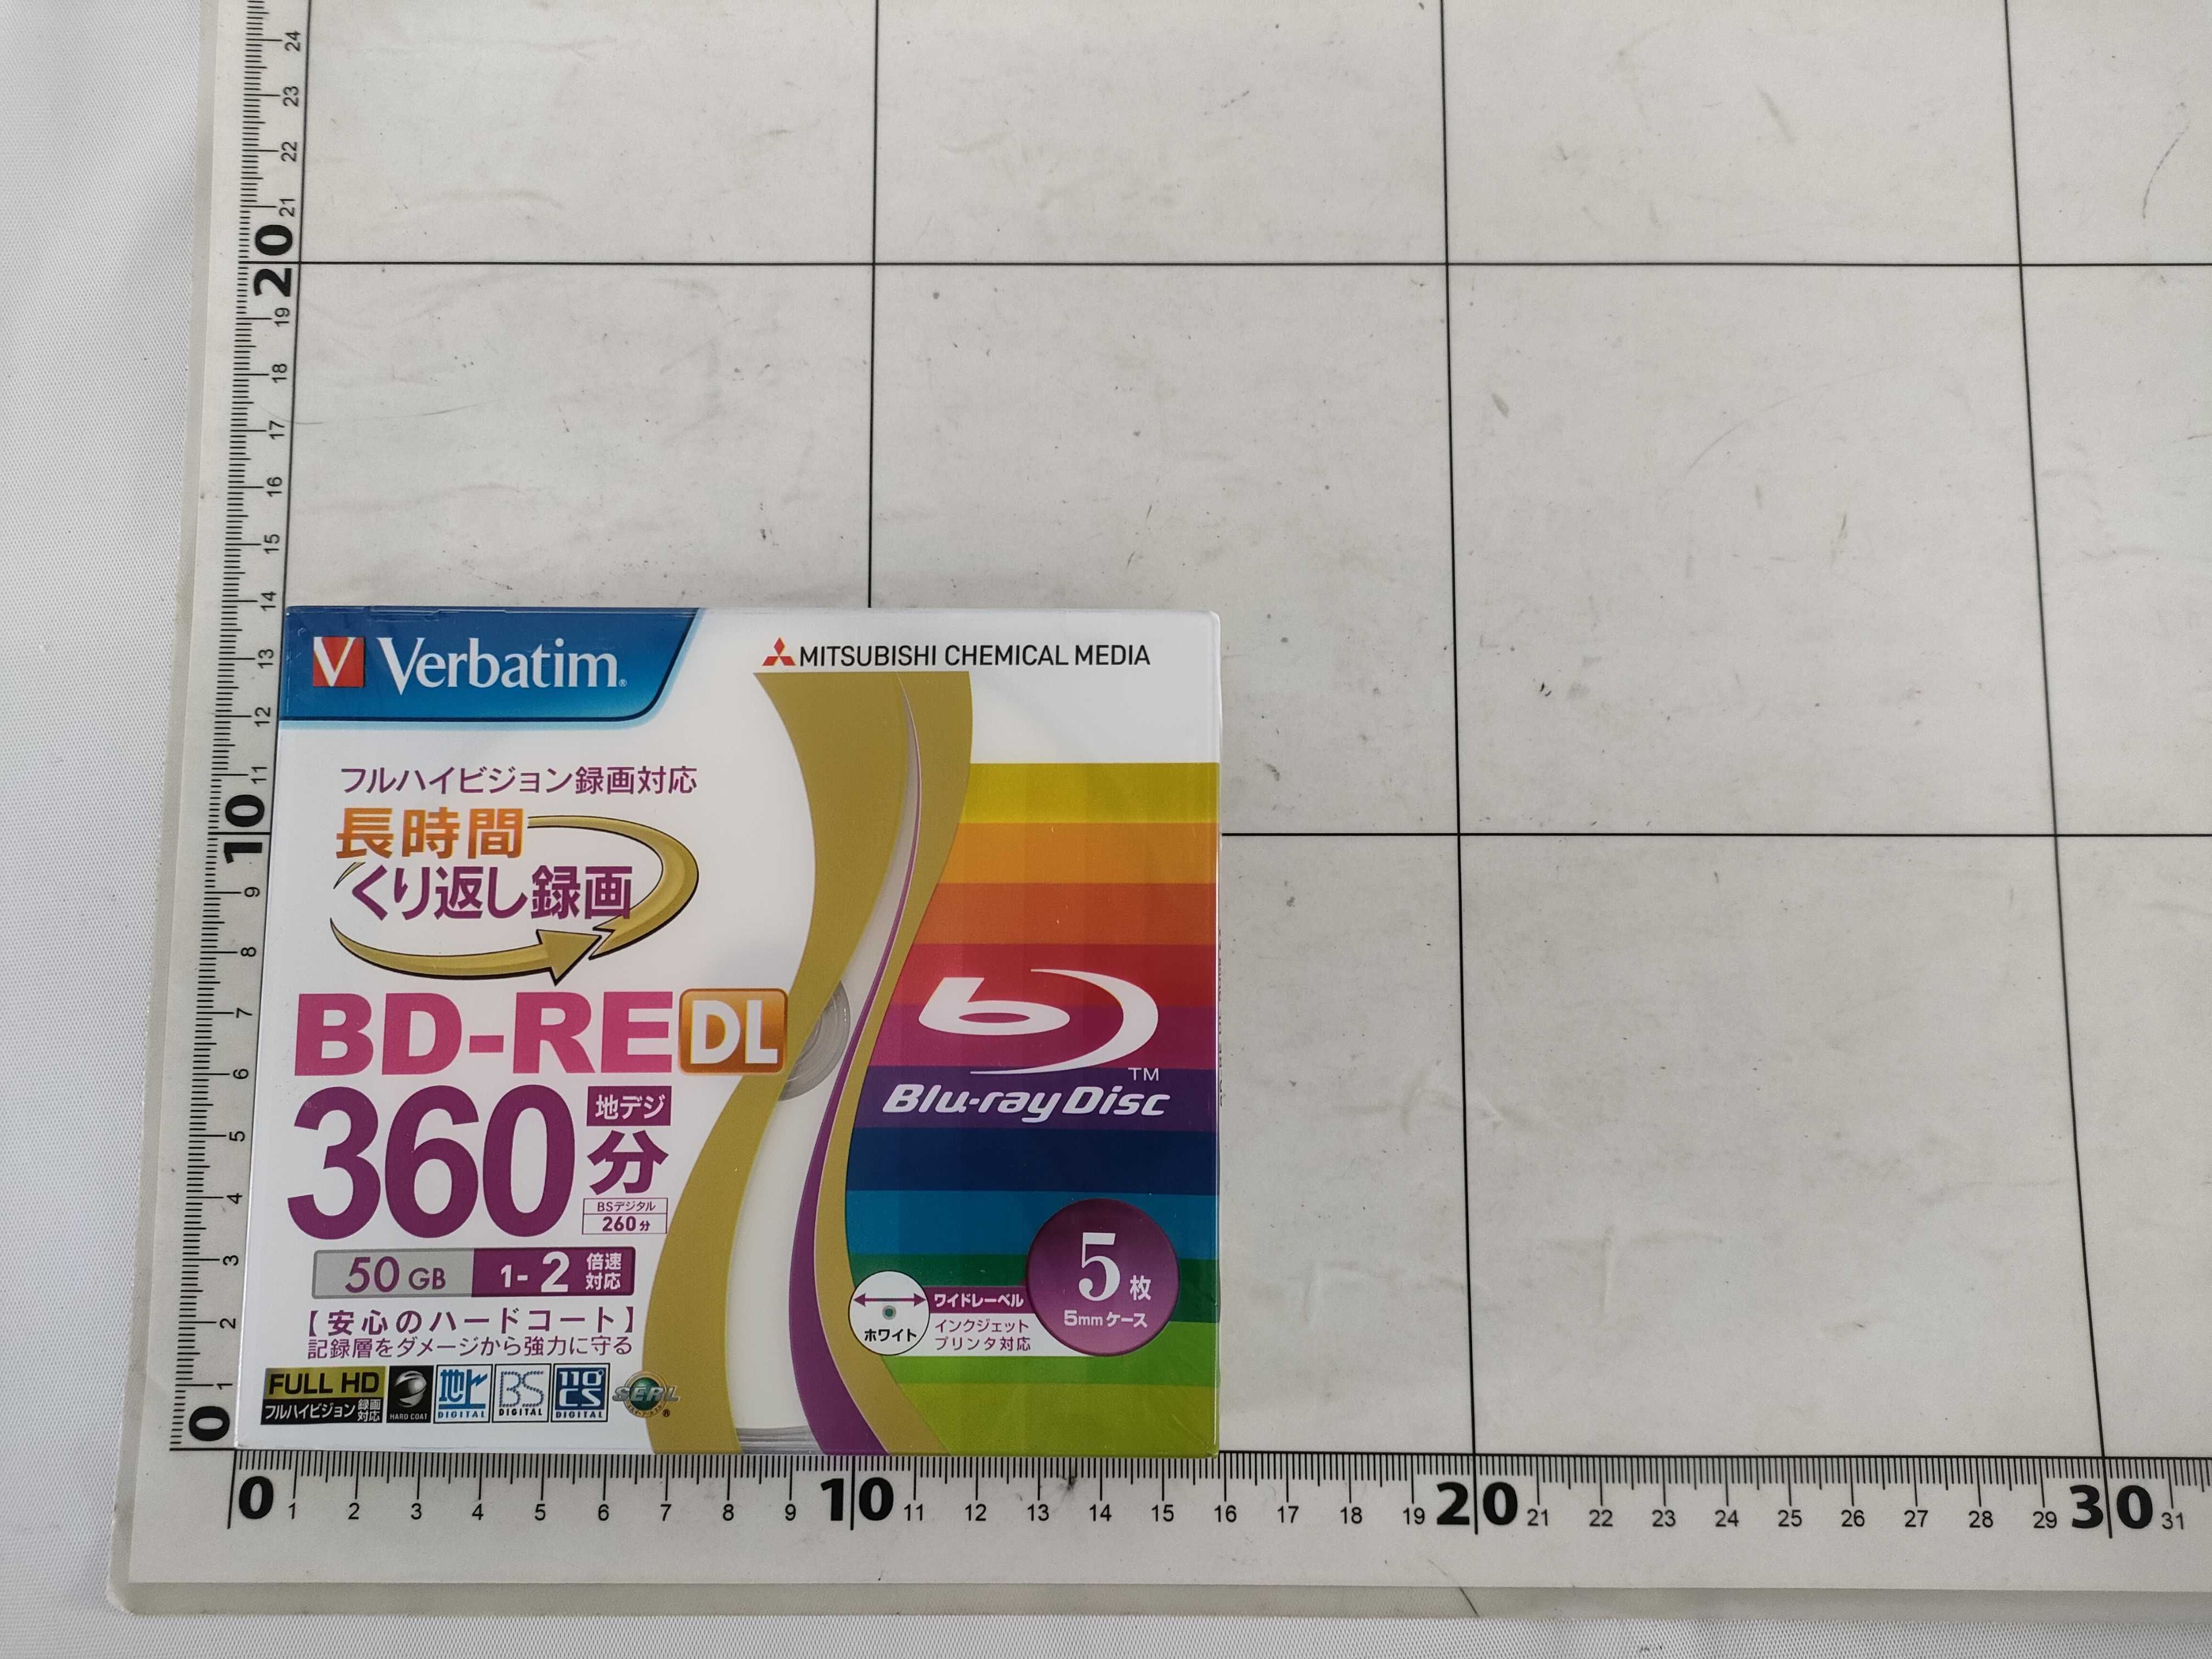 24
23
22
21
20
19
18
17
16
15
14
13
12
11
10
9
8
7
6
5
4
3
2
1
0
V Verbatim®
MITSUBISHI CHEMICAL MEDIA
フルハイビジョン録画対応
長時間
くり返し録画
BD-RE DL
360分
地デジ
BSデジタル
260分
Blu-ray Disc™
50 GB 1-2 倍速対応
【安心のハードコート】
記録層をダメージから強力に守る
5枚
5mmケース
ワイドレーベル
ホワイト
インクジェット
プリンタ対応
FULL HD
フルハイビジョン 録画対応
HARD COAT
地上 DIGITAL
BS DIGITAL
110° CS DIGITAL
SERL®
0 1 2 3 4 5 6 7 8 9 10 11 12 13 14 15 16 17 18 19 20 21 22 23 24 25 26 27 28 29 30 31